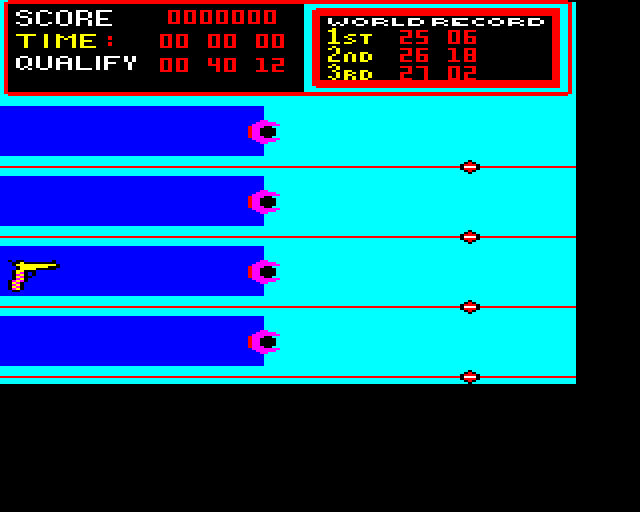 SCORE 0000000
TIME: 00 00 00
QUALIFY 00 40 12
WORLD RECORD
1ST 25 06
2ND 26 18
3RD 27 02